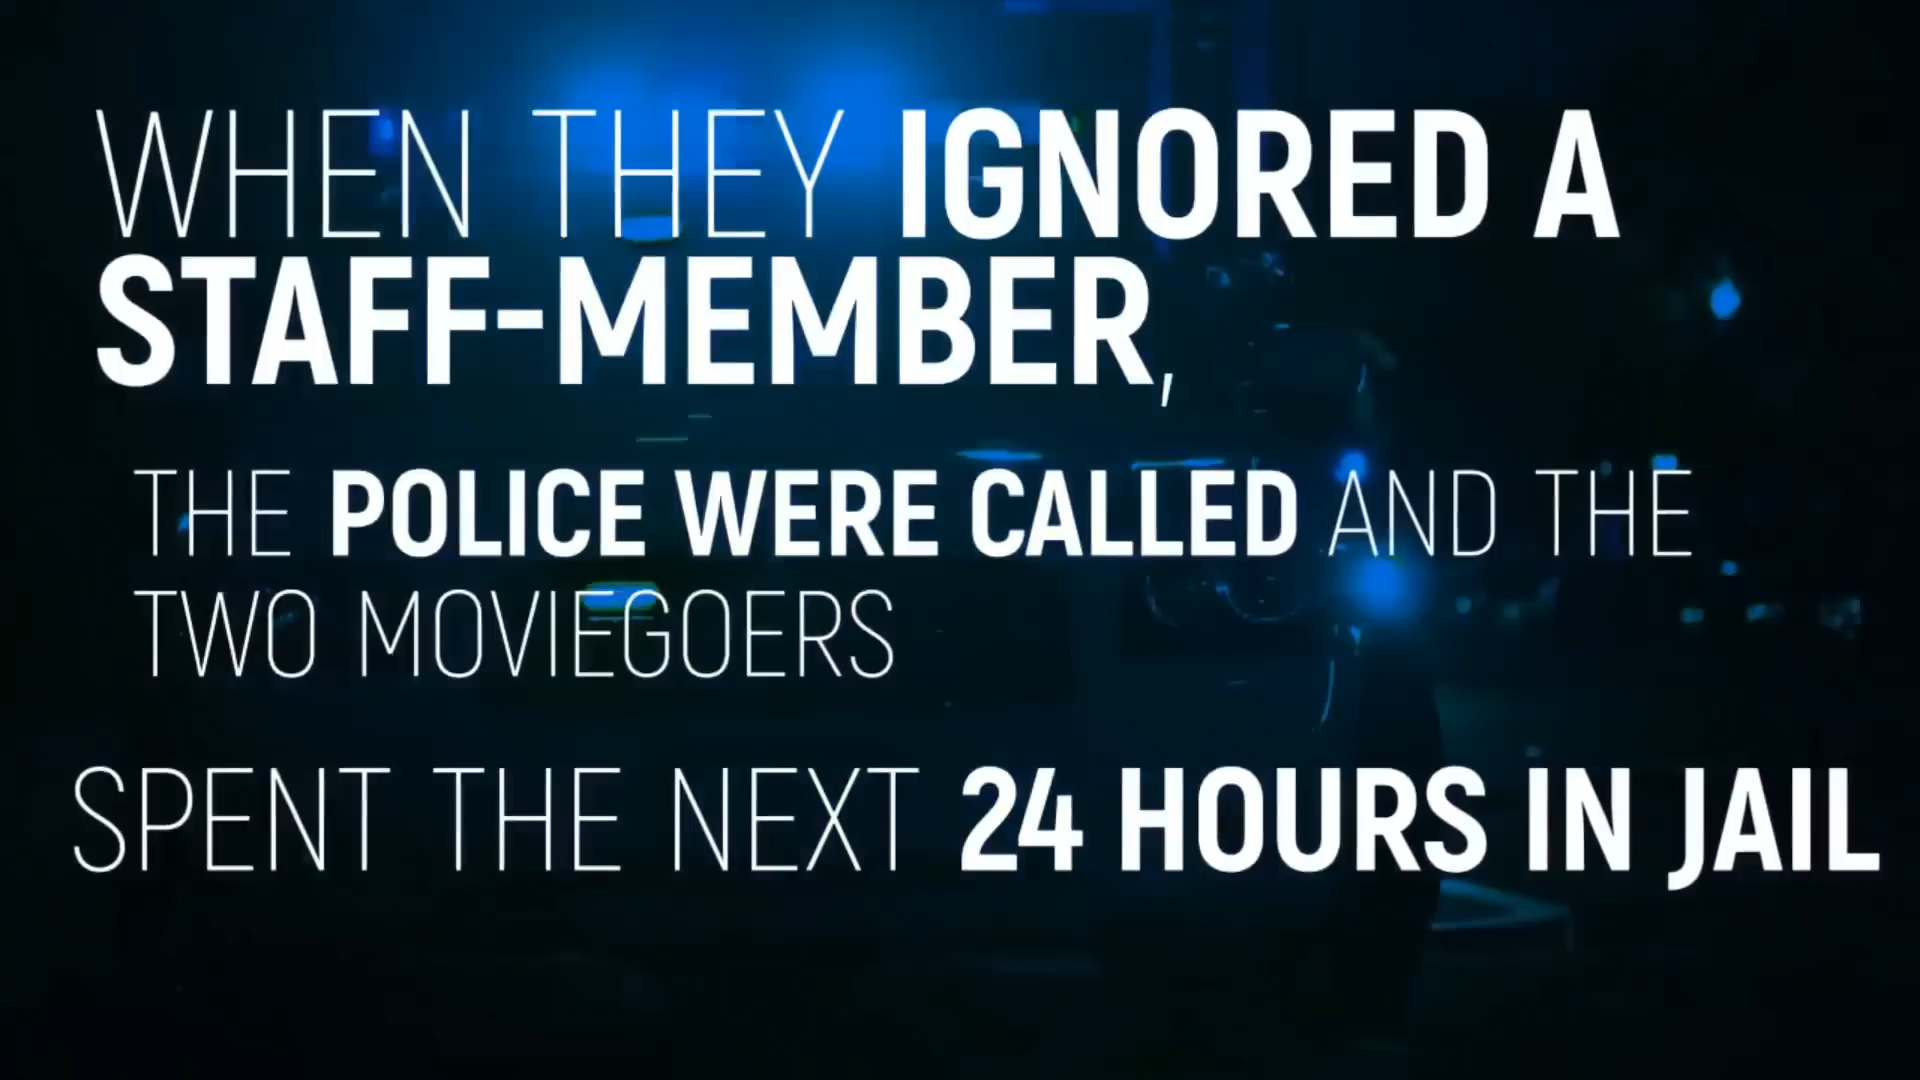 WHEN THEY IGNORED A
STAFF-MEMBER,
THE POLICE WERE CALLED AND THE
TWO MOVIEGOERS
SPENT THE NEXT 24 HOURS IN JAIL